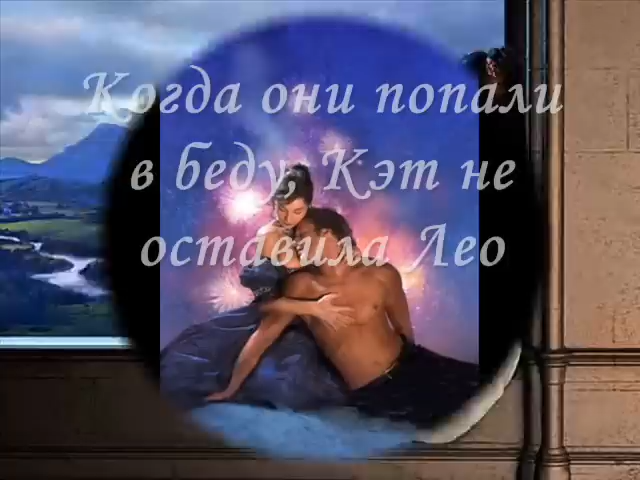 Когда они попали
в беду, Кэт не
оставила Лео